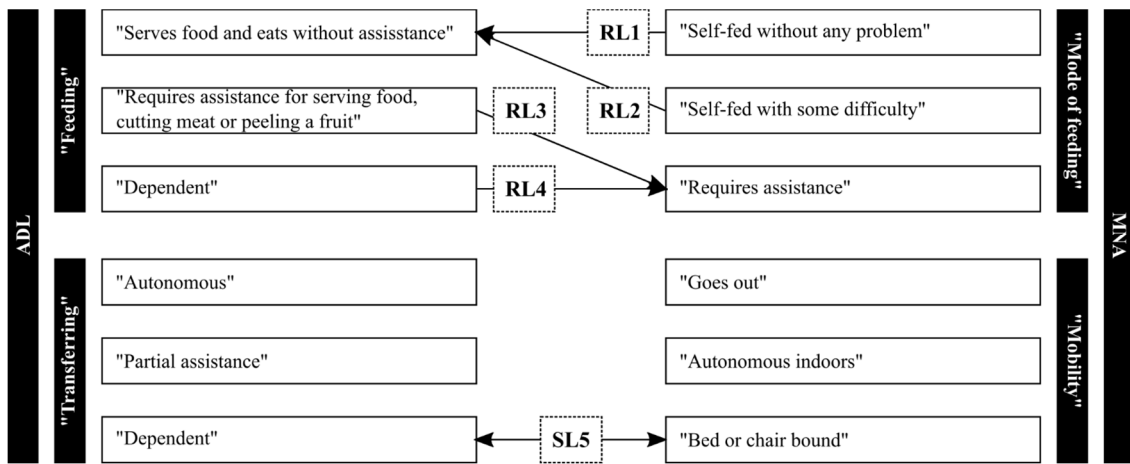 ADL
"Feeding"
"Serves food and eats without assisstance"
RL1
"Self-fed without any problem"
"Requires assistance for serving food,
cutting meat or peeling a fruit"
RL3
RL2
"Self-fed with some difficulty"
"Dependent"
RL4
"Requires assistance"
"Mode of feeding"
MNA
"Transferring"
"Autonomous"
"Goes out"
"Partial assistance"
"Autonomous indoors"
"Dependent"
SL5
"Bed or chair bound"
"Mobility"